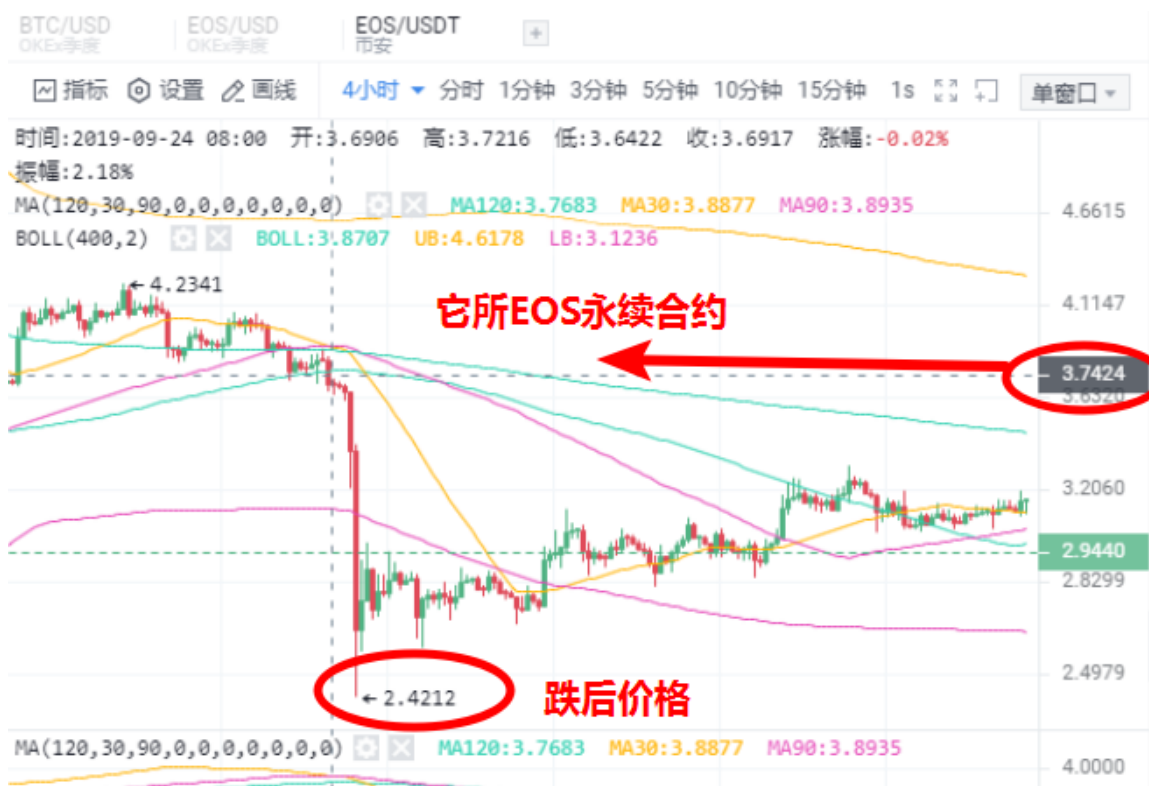 BTC/USD EOS/USD EOS/USDT
OKEx季度 OKEx季度 币安
指标 设置 画线 4小时 分时 1分钟 3分钟 5分钟 10分钟 15分钟 1s 单窗口
时间:2019-09-24 08:00 开:3.6906 高:3.7216 低:3.6422 收:3.6917 涨幅:-0.02%
振幅:2.18%
MA(120,30,90,0,0,0,0,0,0,0) MA120:3.7683 MA30:3.8877 MA90:3.8935
4.6615
BOLL(400,2) BOLL:3.8707 UB:4.6178 LB:3.1236
4.2341
它所EOS永续合约
4.1147
3.7424
3.6320
3.2060
2.9440
2.8299
2.4979
2.4212
跌后价格
MA(120,30,90,0,0,0,0,0,0,0) MA120:3.7683 MA30:3.8877 MA90:3.8935
4.0000